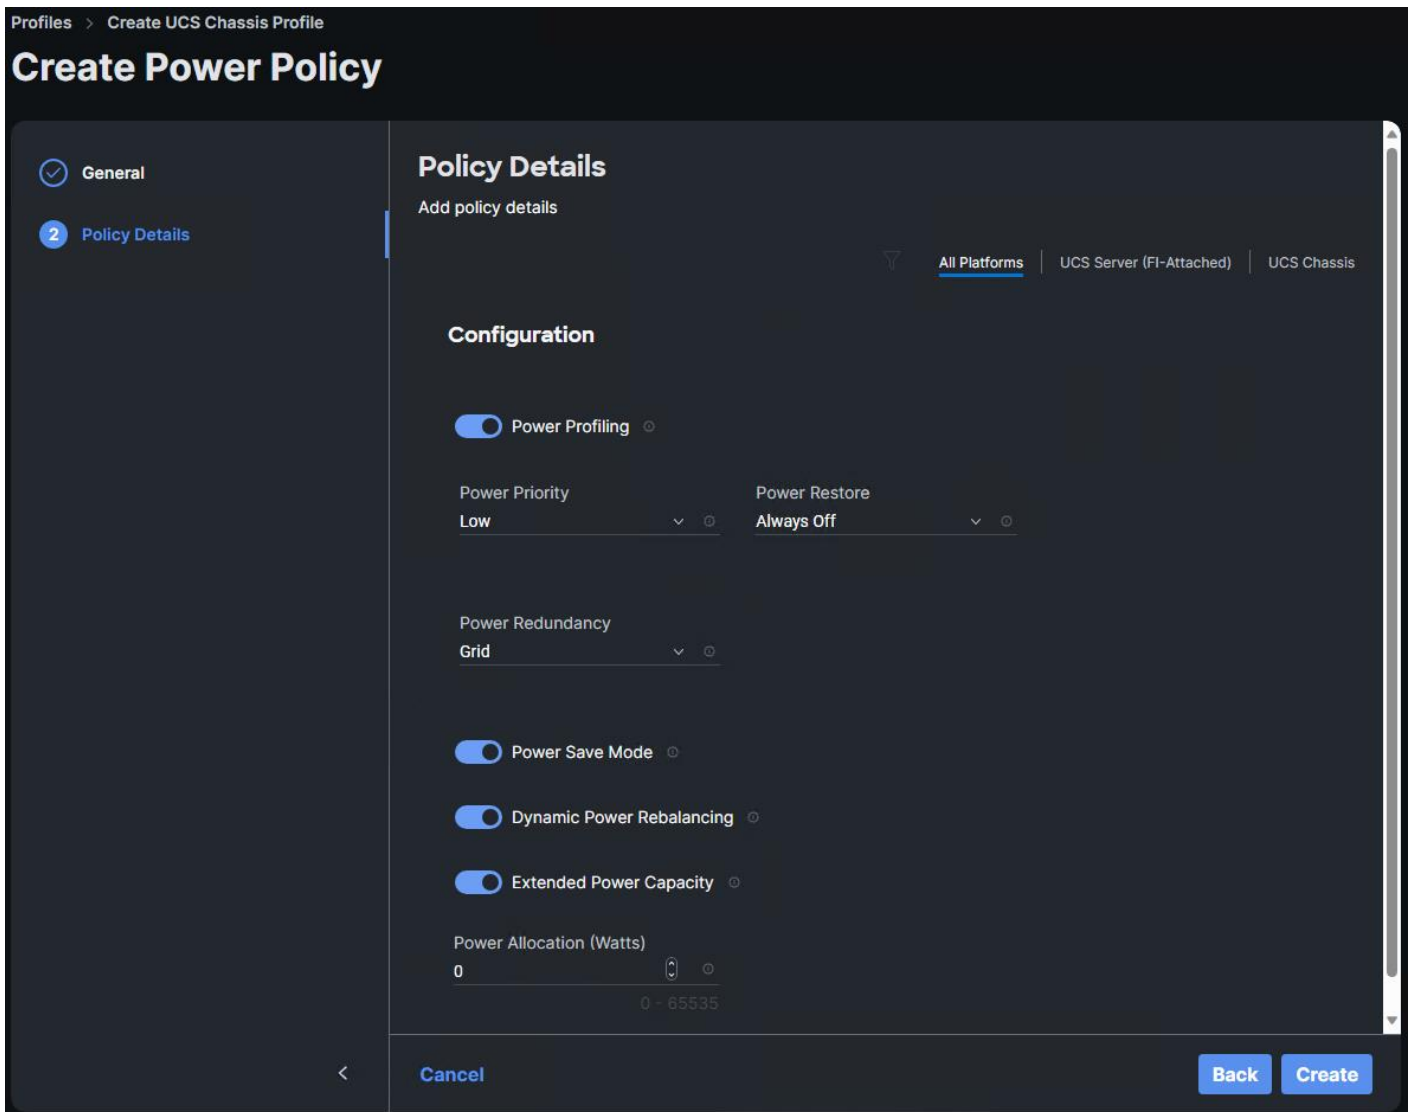 Profiles > Create UCS Chassis Profile
Create Power Policy
General
2 Policy Details
Policy Details
Add policy details
All Platforms | UCS Server (FI-Attached) | UCS Chassis
Configuration
Power Profiling
Power Priority Power Restore
Low Always Off
Power Redundancy
Grid
Power Save Mode
Dynamic Power Rebalancing
Extended Power Capacity
Power Allocation (Watts)
0
0 - 65535
Cancel Back Create